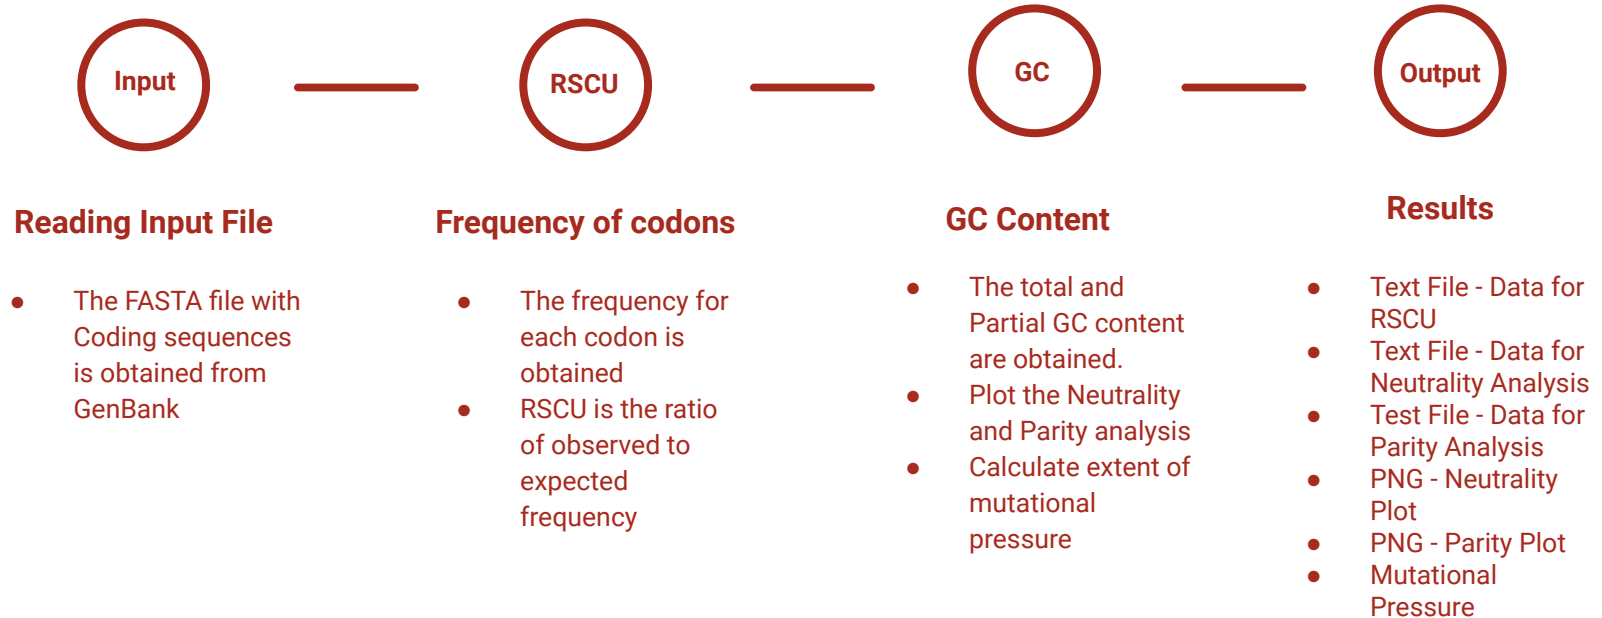 Input
RSCU
GC
Output
Reading Input File
● The FASTA file with
Coding sequences
is obtained from
GenBank
Frequency of codons
● The frequency for
each codon is
obtained
● RSCU is the ratio
of observed to
expected
frequency
GC Content
● The total and
Partial GC content
are obtained.
● Plot the Neutrality
and Parity analysis
● Calculate extent of
mutational
pressure
Results
● Text File - Data for
RSCU
● Text File - Data for
Neutrality Analysis
● Test File - Data for
Parity Analysis
● PNG - Neutrality
Plot
● PNG - Parity Plot
● Mutational
Pressure